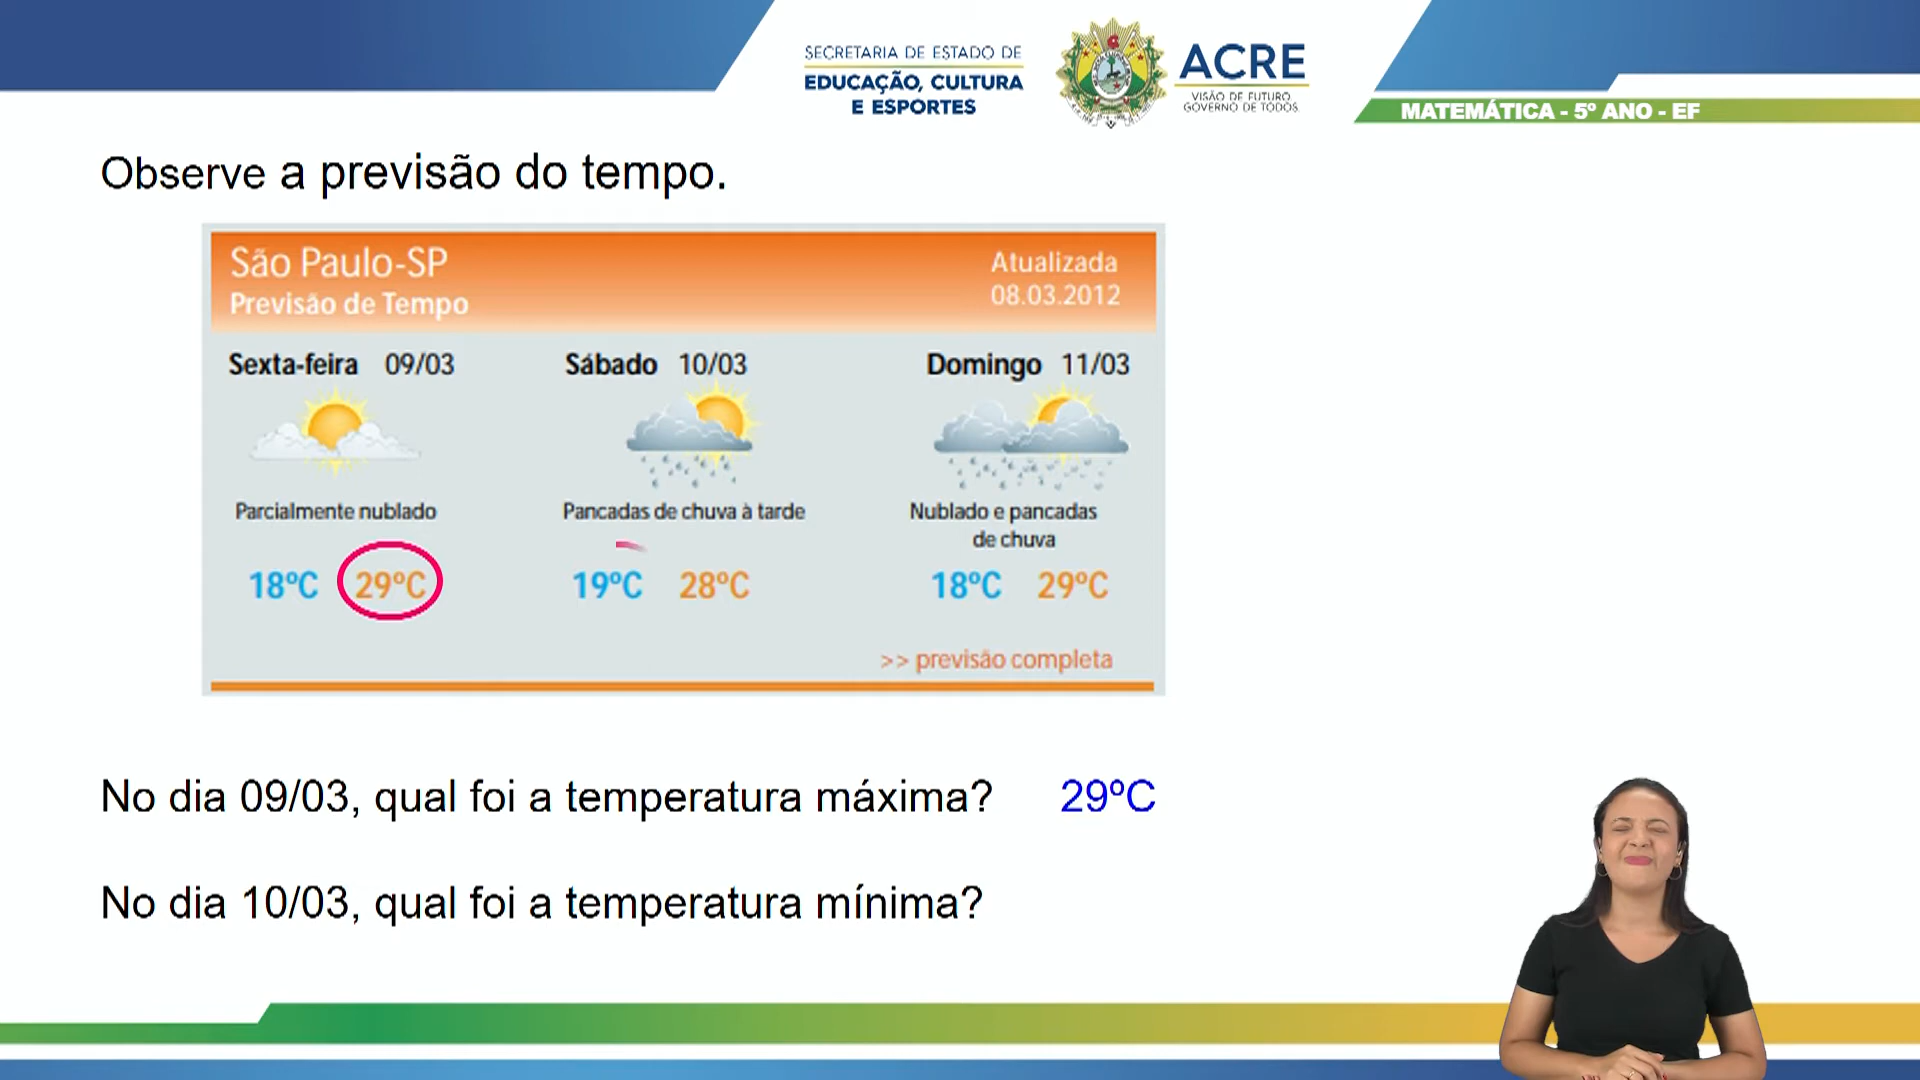 SECRETARIA DE ESTADO DE
EDUCAÇÃO, CULTURA
E ESPORTES
ACRE
VISÃO DE FUTURO,
GOVERNO DE TODOS.
MATEMÁTICA - 5º ANO - EF
Observe a previsão do tempo.
São Paulo-SP
Previsão de Tempo
Atualizada
08.03.2012
Sexta-feira 09/03
Sábado 10/03
Domingo 11/03
Parcialmente nublado
Pancadas de chuva à tarde
Nublado e pancadas
de chuva
18ºC 29ºC
19ºC 28ºC
18ºC 29ºC
>> previsão completa
No dia 09/03, qual foi a temperatura máxima? 29ºC
No dia 10/03, qual foi a temperatura mínima?